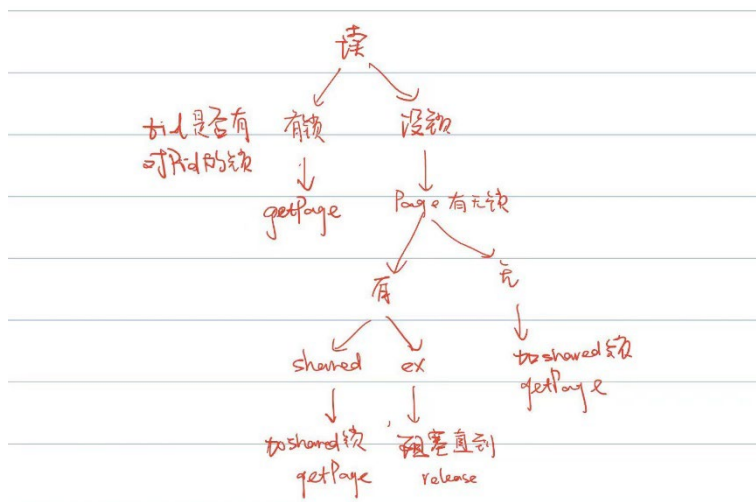 读
tid是否有
对Pid的锁
有锁
没锁
getPage
Page有无锁
有
无
shared
ex
加shared锁
getPage
加shared锁
getPage
阻塞直到
release